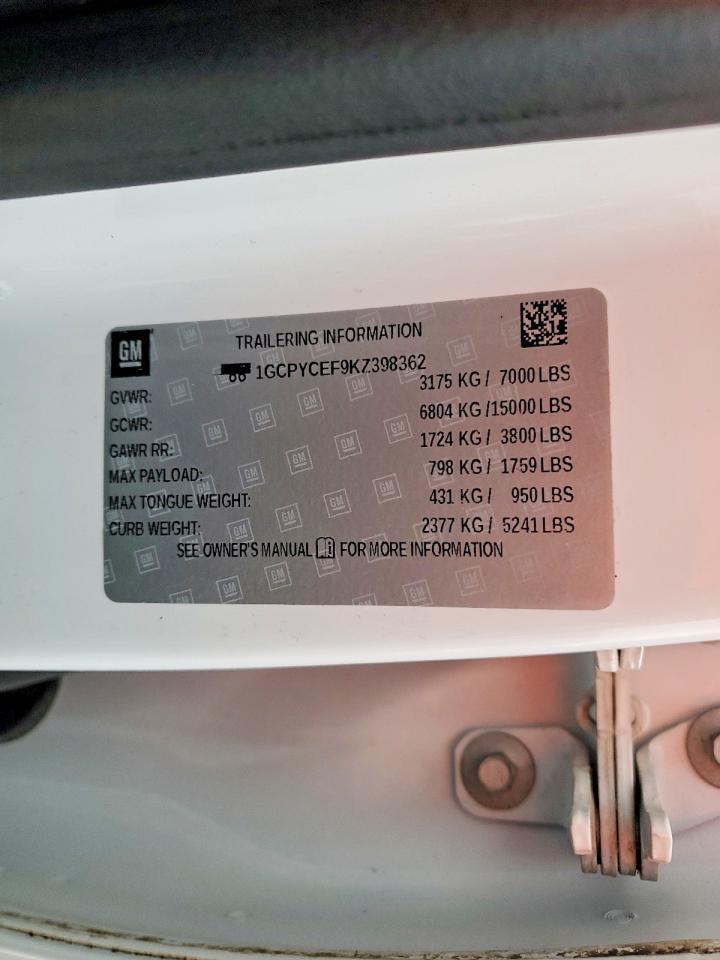 GM
TRAILERING INFORMATION
1GCPYCEF9KZ398362
GVWR: 3175 KG / 7000 LBS
GCWR: 6804 KG /15000 LBS
GAWR RR: 1724 KG / 3800 LBS
MAX PAYLOAD: 798 KG / 1759 LBS
MAX TONGUE WEIGHT: 431 KG / 950 LBS
CURB WEIGHT: 2377 KG / 5241 LBS
SEE OWNER'S MANUAL FOR MORE INFORMATION